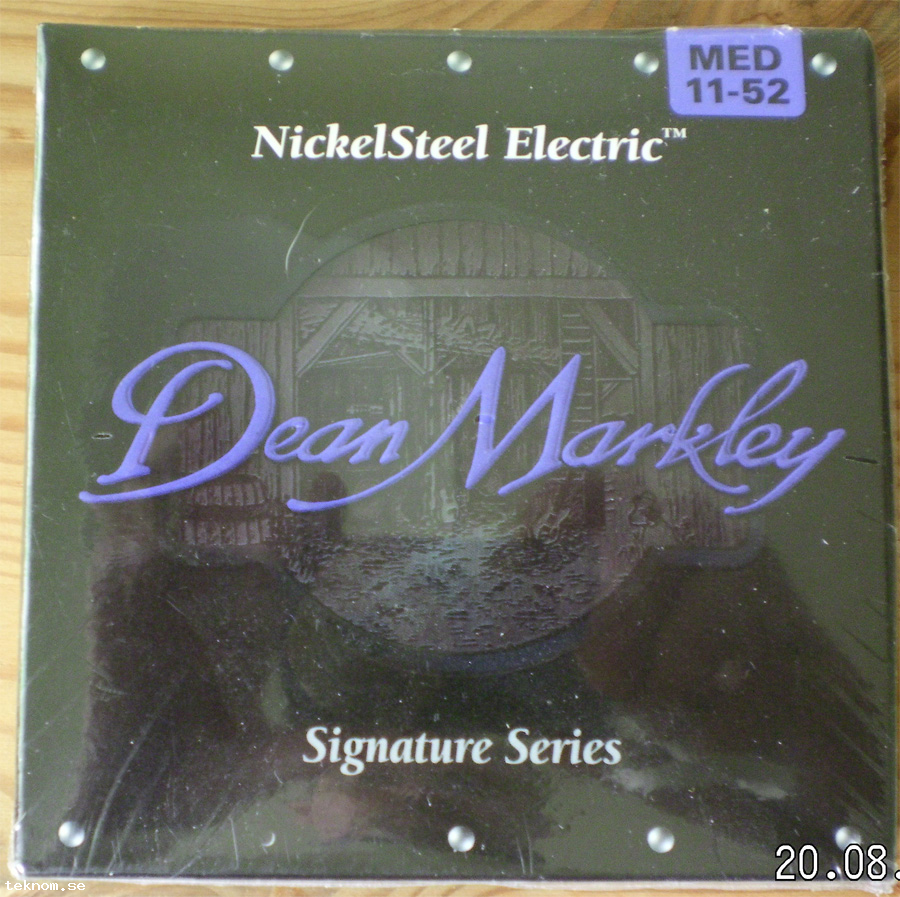 MED
11-52
NickelSteel Electric™
Dean Markley
Signature Series
20.08.
teknom.se